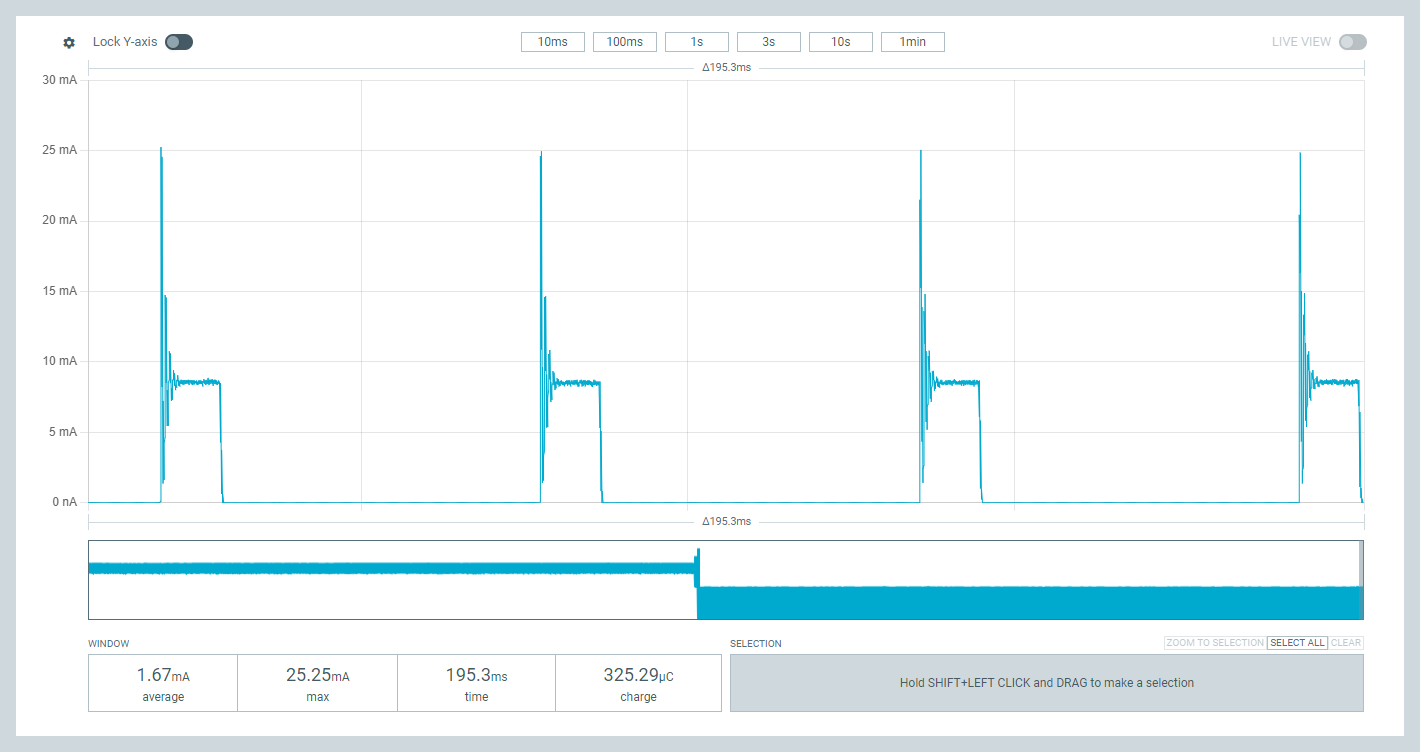 Lock Y-axis 10ms 100ms 1s 3s 10s 1min LIVE VIEW
Δ195.3ms
30 mA
25 mA
20 mA
15 mA
10 mA
5 mA
0 nA
Δ195.3ms
WINDOW
1.67mA
average
25.25mA
max
195.3ms
time
325.29µC
charge
SELECTION
ZOOM TO SELECTION SELECT ALL CLEAR
Hold SHIFT+LEFT CLICK and DRAG to make a selection